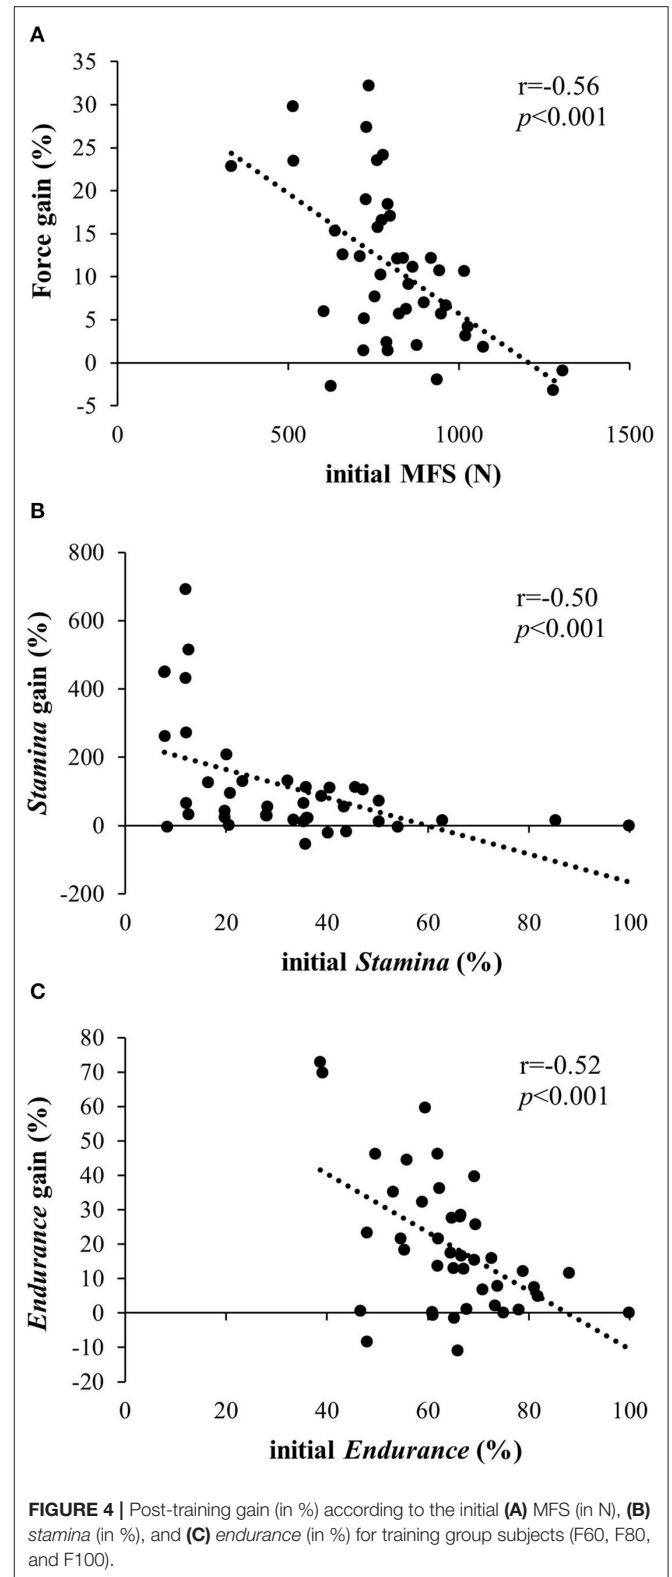 A
35
30
25
20
15
10
5
0
-5
Force gain (%)
r=-0.56
p<0.001
0 500 1000 1500
initial MFS (N)
B
800
600
400
200
0
-200
Stamina gain (%)
r=-0.50
p<0.001
0 20 40 60 80 100
initial Stamina (%)
C
80
70
60
50
40
30
20
10
0
-10
-20
Endurance gain (%)
r=-0.52
p<0.001
0 20 40 60 80 100
initial Endurance (%)
FIGURE 4 | Post-training gain (in %) according to the initial (A) MFS (in N), (B)
stamina (in %), and (C) endurance (in %) for training group subjects (F60, F80,
and F100).